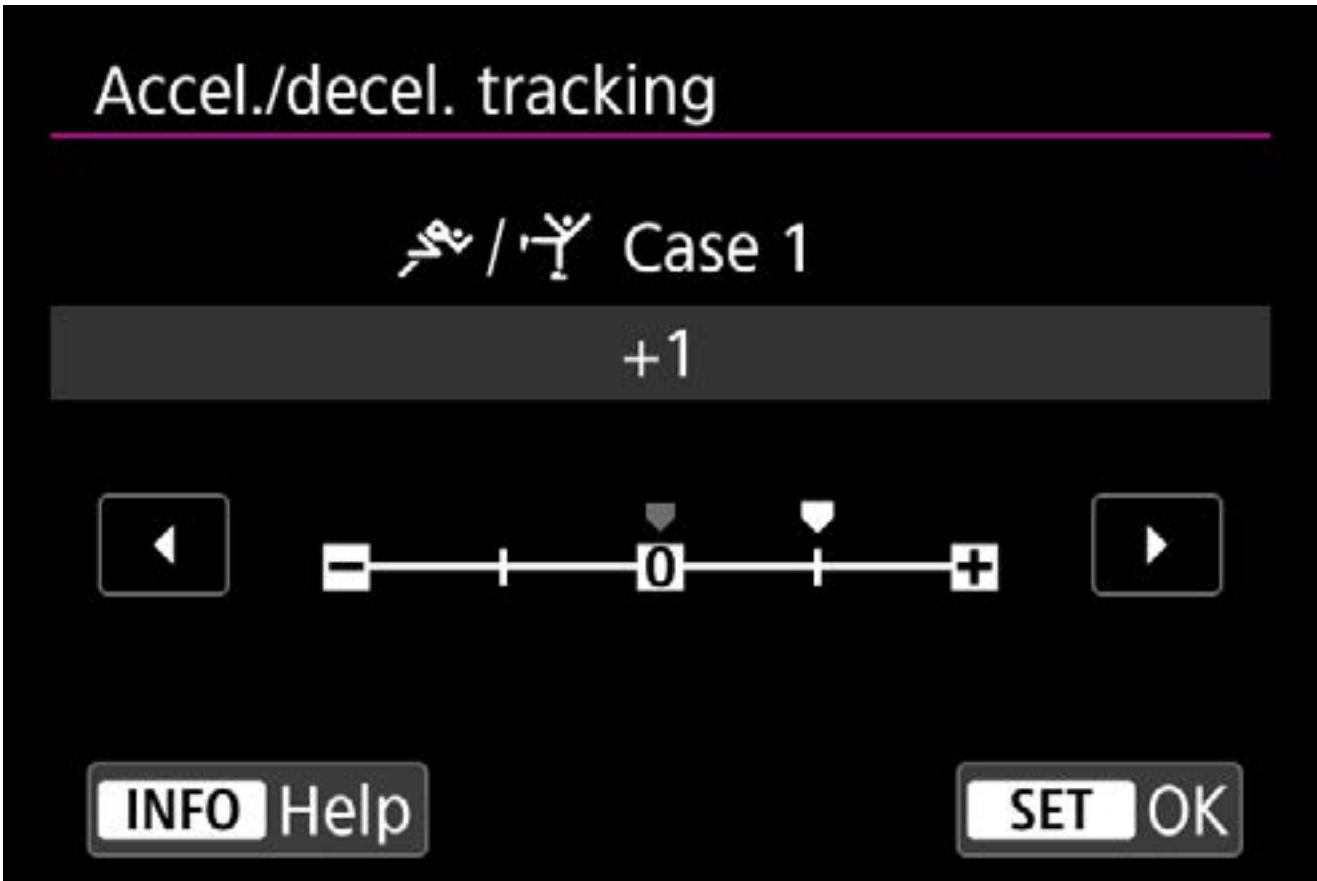 Accel./decel. tracking
/ Case 1
+1
− 0 +
INFO Help
SET OK